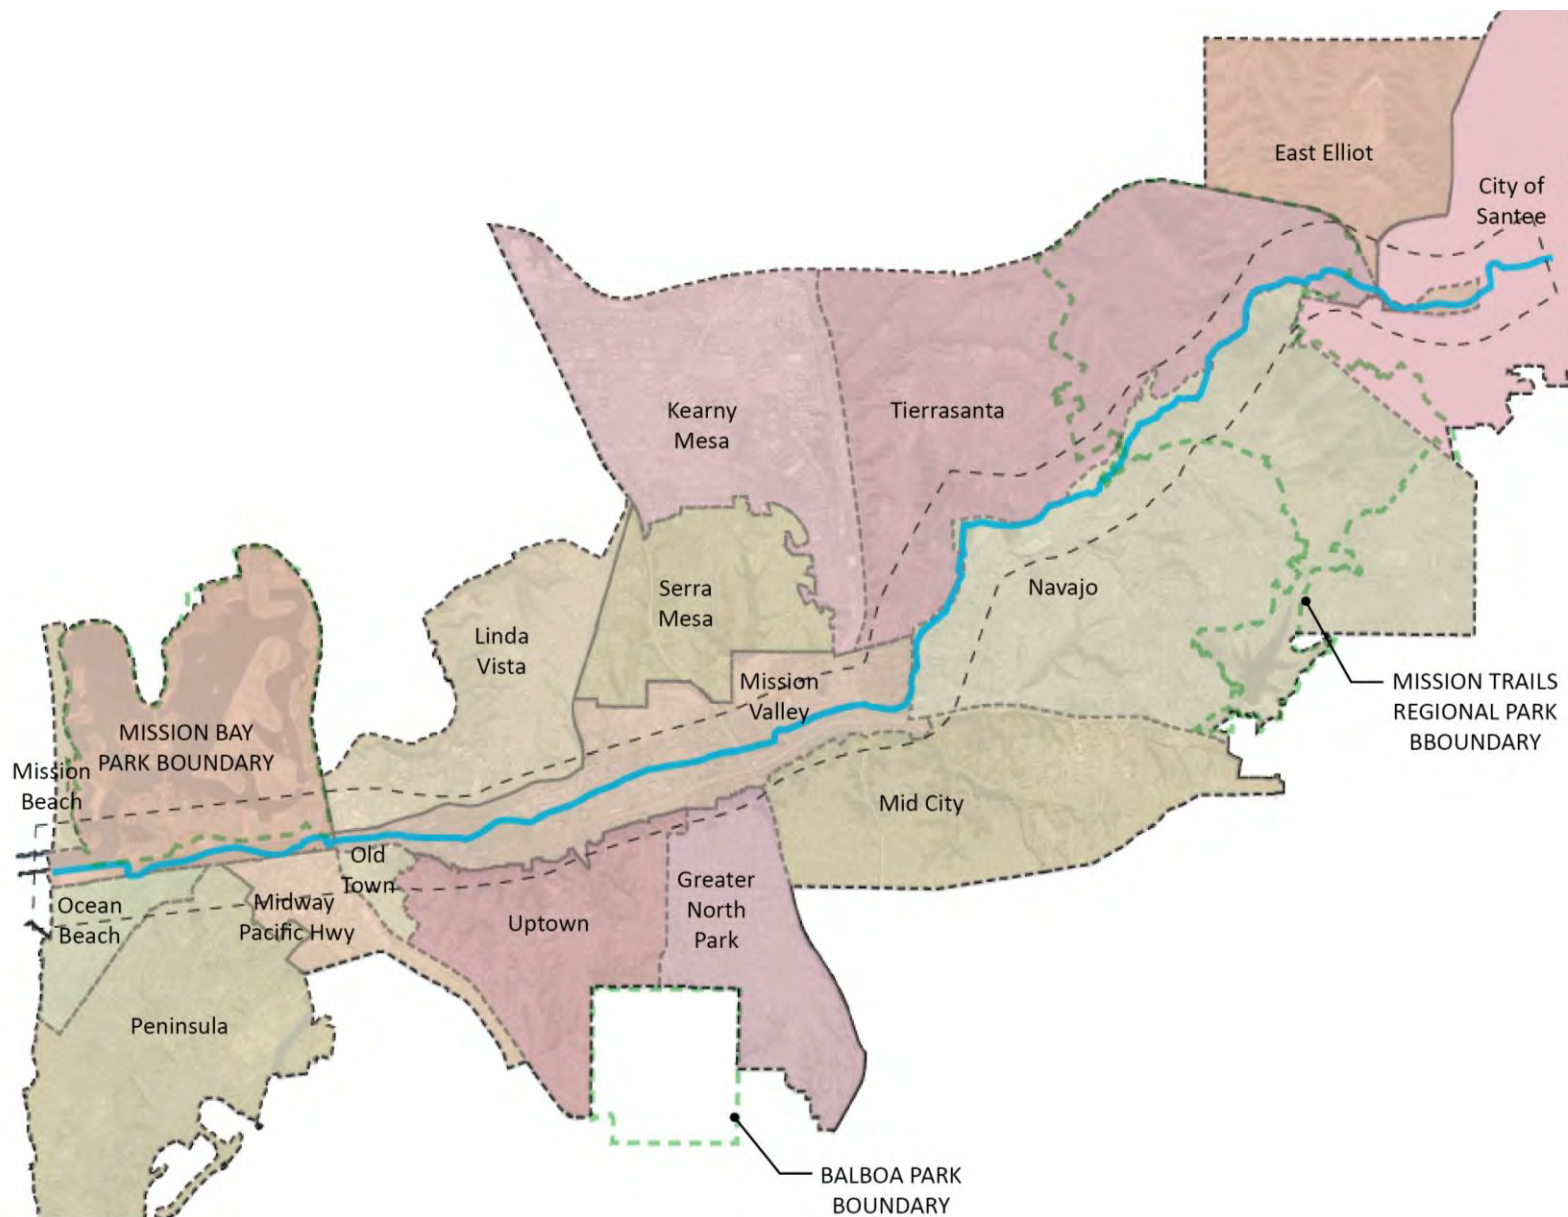 East Elliot
City of
Santee
Kearny
Mesa
Tierrasanta
Serra
Mesa
Navajo
Linda
Vista
Mission
Valley
MISSION TRAILS
REGIONAL PARK
BBOUNDARY
MISSION BAY
PARK BOUNDARY
Mission
Beach
Mid City
Old
Town
Greater
North
Park
Ocean
Beach
Midway
Pacific Hwy
Uptown
Peninsula
BALBOA PARK
BOUNDARY